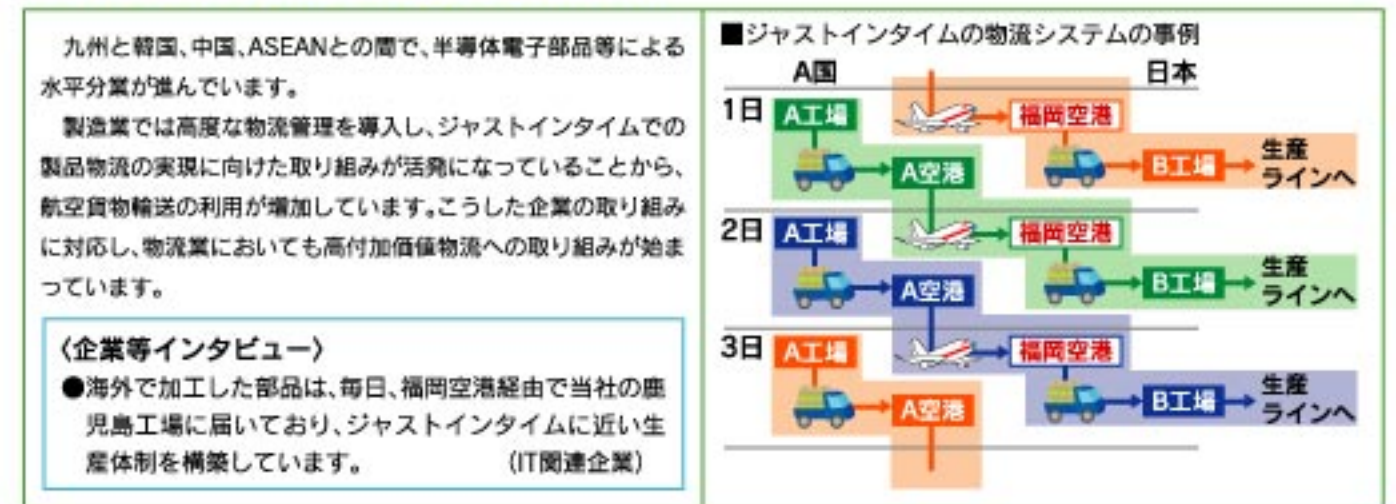 九州と韓国、中国、ASEANとの間で、半導体電子部品等による
水平分業が進んでいます。
製造業では高度な物流管理を導入し、ジャストインタイムでの
製品物流の実現に向けた取り組みが活発になっていることから、
航空貨物輸送の利用が増加しています。こうした企業の取り組み
に対応し、物流業においても高付加価値物流への取り組みが始ま
っています。
〈企業等インタビュー〉
●海外で加工した部品は、毎日、福岡空港経由で当社の鹿
児島工場に届いており、ジャストインタイムに近い生
産体制を構築しています。 （IT関連企業）
■ジャストインタイムの物流システムの事例
A国 日本
1日 A工場 福岡空港
A空港 B工場 生産
ラインへ
2日 A工場 福岡空港
A空港 B工場 生産
ラインへ
3日 A工場 福岡空港
A空港 B工場 生産
ラインへ